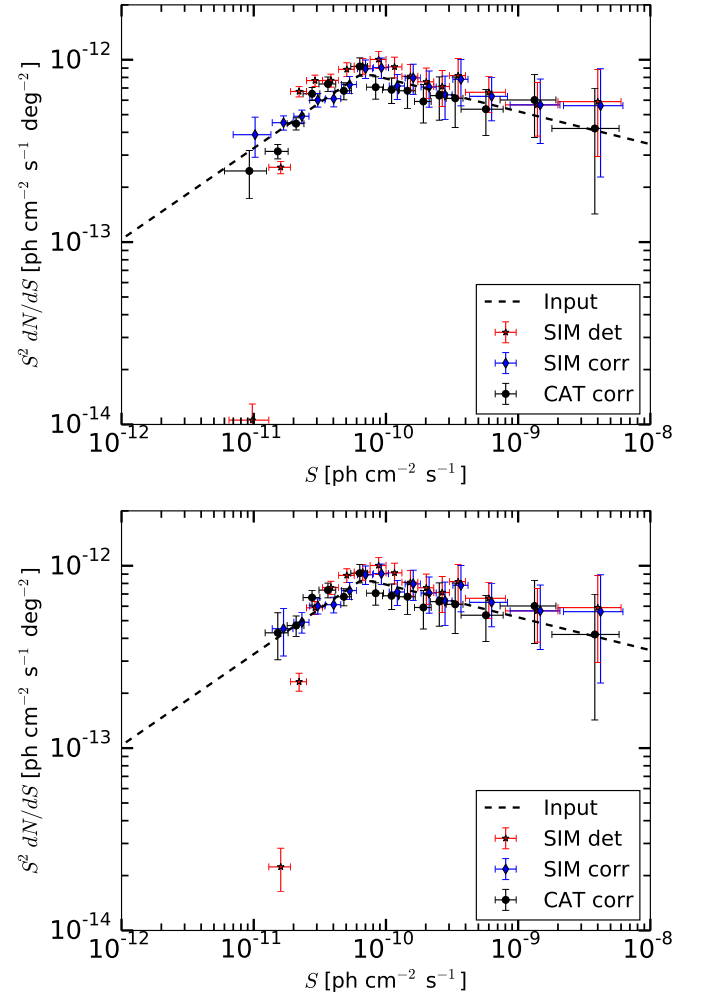 10⁻¹²
10⁻¹³
10⁻¹⁴
S² dN/dS [ph cm⁻² s⁻¹ deg⁻²]
Input
SIM det
SIM corr
CAT corr
10⁻¹² 10⁻¹¹ 10⁻¹⁰ 10⁻⁹ 10⁻⁸
S [ph cm⁻² s⁻¹]
10⁻¹²
10⁻¹³
10⁻¹⁴
S² dN/dS [ph cm⁻² s⁻¹ deg⁻²]
Input
SIM det
SIM corr
CAT corr
10⁻¹² 10⁻¹¹ 10⁻¹⁰ 10⁻⁹ 10⁻⁸
S [ph cm⁻² s⁻¹]